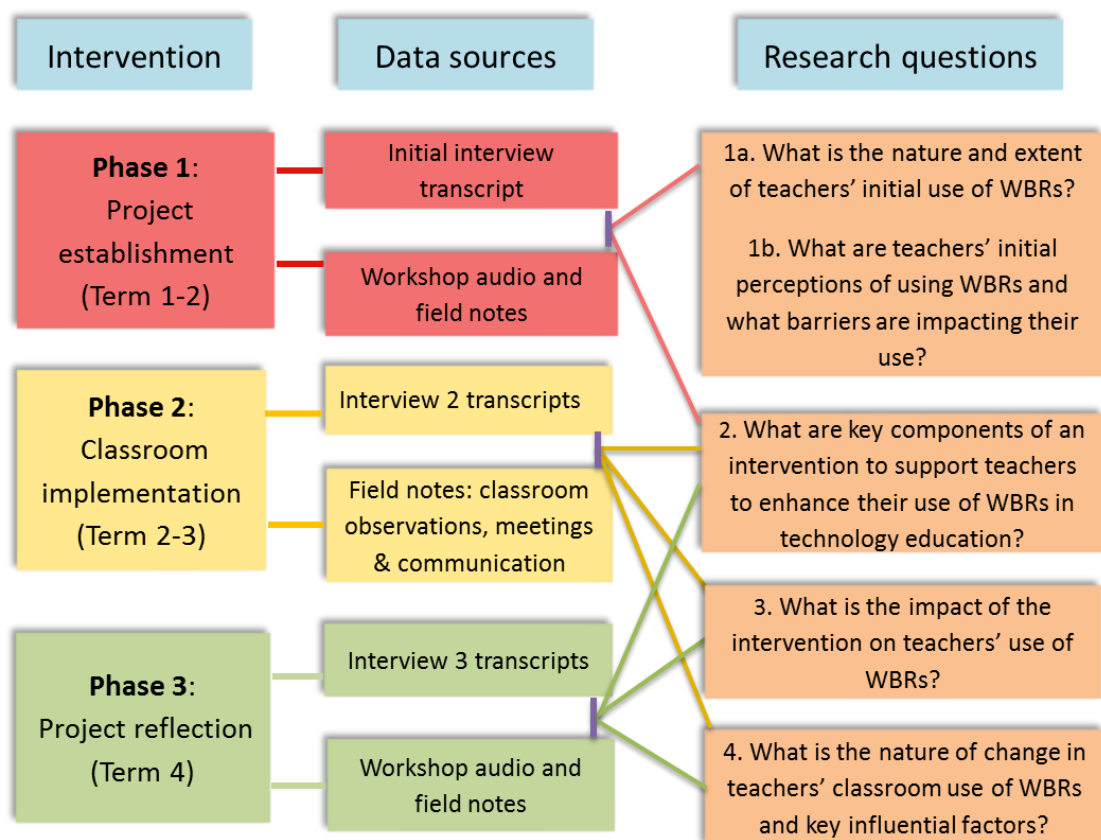 Intervention
Data sources
Research questions
Phase 1:
Project
establishment
(Term 1-2)
Initial interview
transcript
Workshop audio and
field notes
1a. What is the nature and extent
of teachers’ initial use of WBRs?
1b. What are teachers’ initial
perceptions of using WBRs and
what barriers are impacting their
use?
Phase 2:
Classroom
implementation
(Term 2-3)
Interview 2 transcripts
Field notes: classroom
observations, meetings
& communication
2. What are key components of an
intervention to support teachers
to enhance their use of WBRs in
technology education?
3. What is the impact of the
intervention on teachers’ use of
WBRs?
Phase 3:
Project reflection
(Term 4)
Interview 3 transcripts
Workshop audio and
field notes
4. What is the nature of change in
teachers’ classroom use of WBRs
and key influential factors?